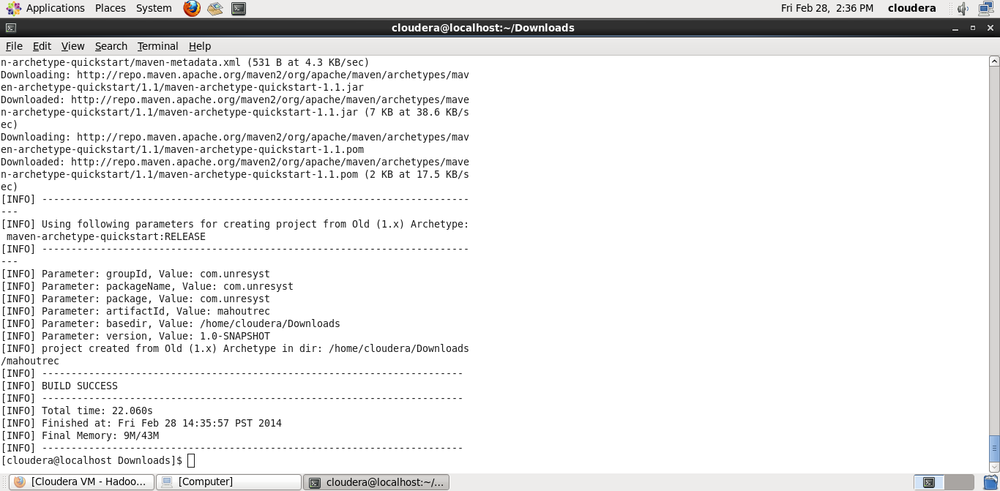 Applications Places System Fri Feb 28, 2:36 PM cloudera
cloudera@localhost:~/Downloads
File Edit View Search Terminal Help
n-archetype-quickstart/maven-metadata.xml (531 B at 4.3 KB/sec)
Downloading: http://repo.maven.apache.org/maven2/org/apache/maven/archetypes/mav
en-archetype-quickstart/1.1/maven-archetype-quickstart-1.1.jar
Downloaded: http://repo.maven.apache.org/maven2/org/apache/maven/archetypes/mave
n-archetype-quickstart/1.1/maven-archetype-quickstart-1.1.jar (7 KB at 38.6 KB/s
ec)
Downloading: http://repo.maven.apache.org/maven2/org/apache/maven/archetypes/mav
en-archetype-quickstart/1.1/maven-archetype-quickstart-1.1.pom
Downloaded: http://repo.maven.apache.org/maven2/org/apache/maven/archetypes/mave
n-archetype-quickstart/1.1/maven-archetype-quickstart-1.1.pom (2 KB at 17.5 KB/s
ec)
[INFO] -------------------------------------------------------------------------
---
[INFO] Using following parameters for creating project from Old (1.x) Archetype:
 maven-archetype-quickstart:RELEASE
[INFO] -------------------------------------------------------------------------
---
[INFO] Parameter: groupId, Value: com.unresyst
[INFO] Parameter: packageName, Value: com.unresyst
[INFO] Parameter: package, Value: com.unresyst
[INFO] Parameter: artifactId, Value: mahoutrec
[INFO] Parameter: basedir, Value: /home/cloudera/Downloads
[INFO] Parameter: version, Value: 1.0-SNAPSHOT
[INFO] project created from Old (1.x) Archetype in dir: /home/cloudera/Downloads
/mahoutrec
[INFO] ------------------------------------------------------------------------
[INFO] BUILD SUCCESS
[INFO] ------------------------------------------------------------------------
[INFO] Total time: 22.060s
[INFO] Finished at: Fri Feb 28 14:35:57 PST 2014
[INFO] Final Memory: 9M/43M
[INFO] ------------------------------------------------------------------------
[cloudera@localhost Downloads]$
[Cloudera VM - Hadoo... [Computer] cloudera@localhost:~/...